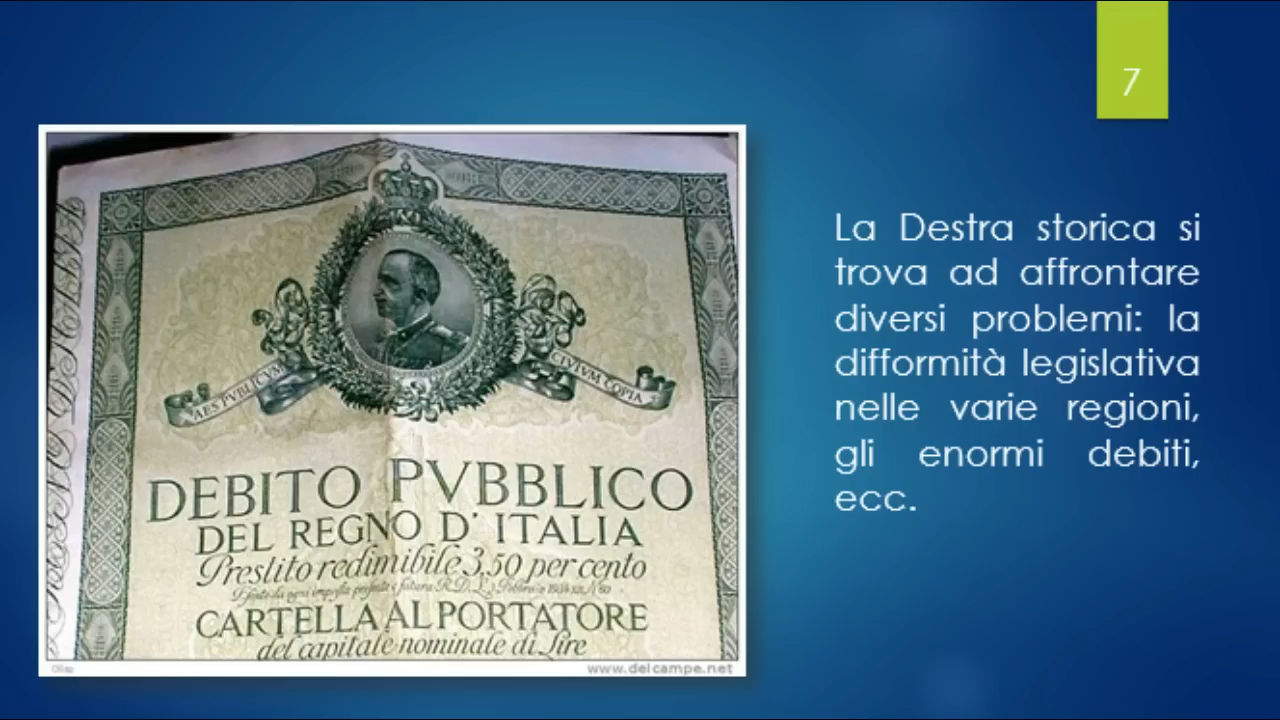 7
AES PVBLICVM
CIVIVM COPIA
DEBITO PVBBLICO
DEL REGNO D' ITALIA
Prestito redimibile 3,50 per cento
CARTELLA AL PORTATORE
del capitale nominale di Lire
www.delcampe.net
La Destra storica si
trova ad affrontare
diversi problemi: la
difformità legislativa
nelle varie regioni,
gli enormi debiti,
ecc.